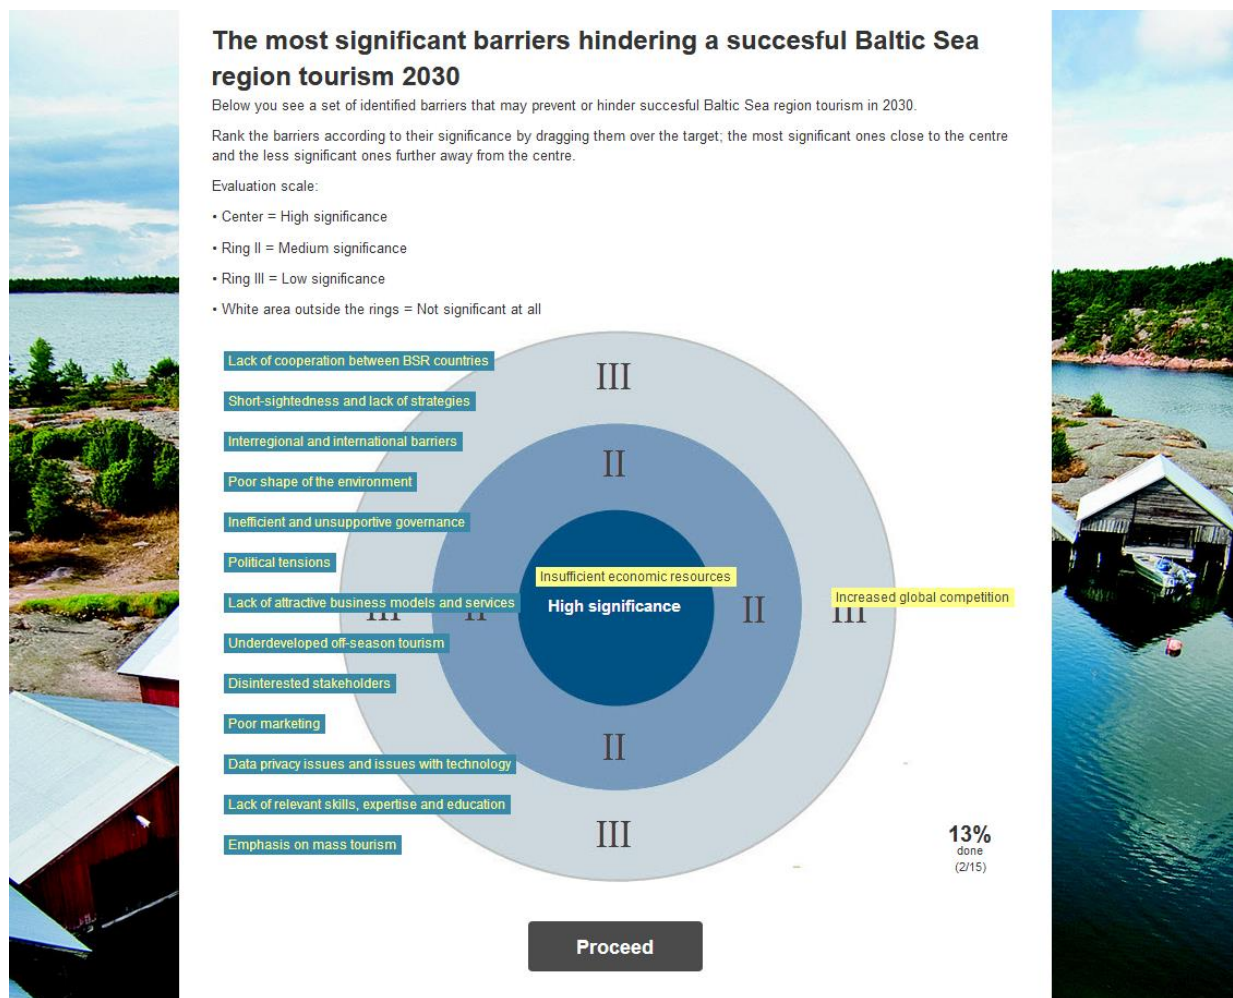 The most significant barriers hindering a succesful Baltic Sea
region tourism 2030
Below you see a set of identified barriers that may prevent or hinder succesful Baltic Sea region tourism in 2030.
Rank the barriers according to their significance by dragging them over the target; the most significant ones close to the centre
and the less significant ones further away from the centre.
Evaluation scale:
• Center = High significance
• Ring II = Medium significance
• Ring III = Low significance
• White area outside the rings = Not significant at all
Lack of cooperation between BSR countries
III
Short-sightedness and lack of strategies
Interregional and international barriers
II
Poor shape of the environment
Inefficient and unsupportive governance
Political tensions
Insufficient economic resources
Increased global competition
Lack of attractive business models and services
III
II
High significance
II
III
Underdeveloped off-season tourism
Disinterested stakeholders
Poor marketing
II
Data privacy issues and issues with technology
Lack of relevant skills, expertise and education
III
Emphasis on mass tourism
13%
done
(2/15)
Proceed